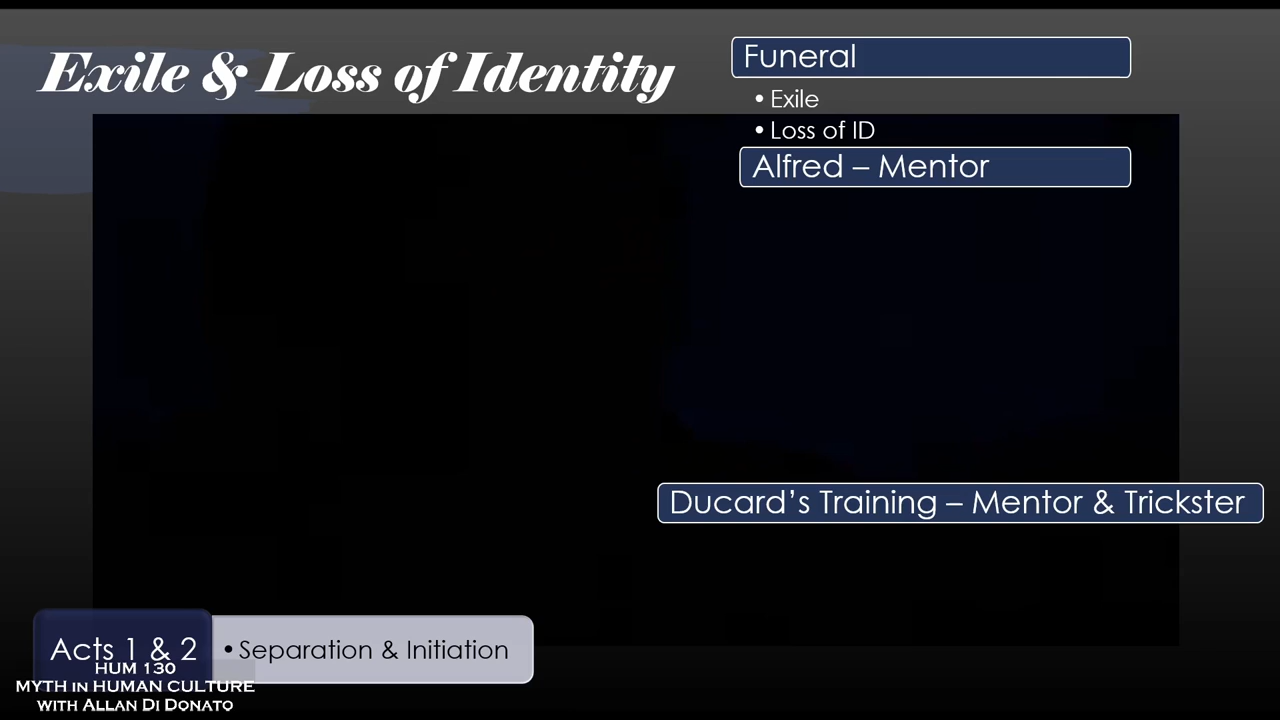 Exile & Loss of Identity
Funeral
• Exile
• Loss of ID
Alfred – Mentor
Ducard’s Training – Mentor & Trickster
Acts 1 & 2
• Separation & Initiation
HUM 130
MYTH IN HUMAN CULTURE
WITH ALLAN DI DONATO